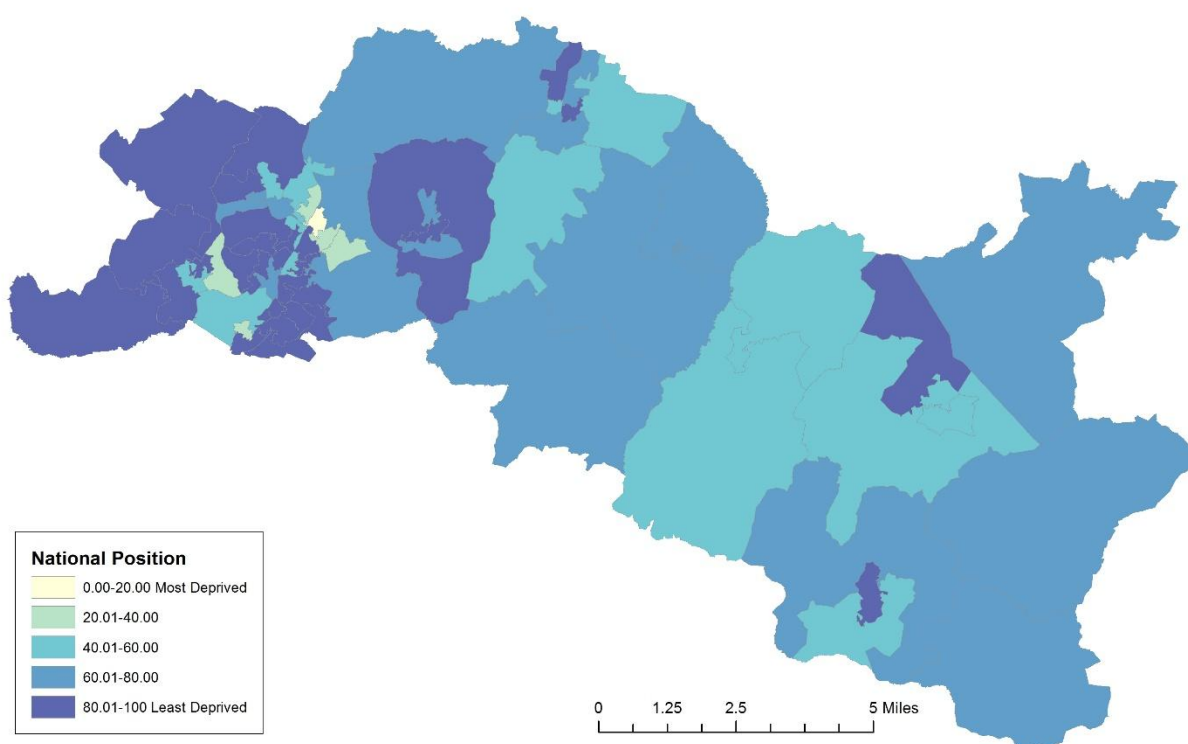 National Position
0.00-20.00 Most Deprived
20.01-40.00
40.01-60.00
60.01-80.00
80.01-100 Least Deprived
0 1.25 2.5 5 Miles